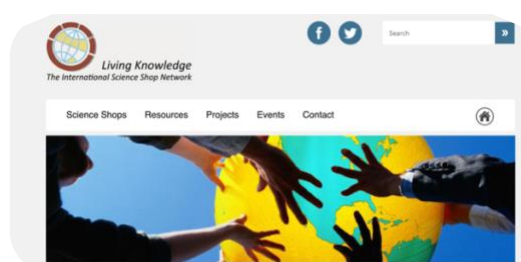 Living Knowledge
The International Science Shop Network
f
Search
»
Science Shops Resources Projects Events Contact